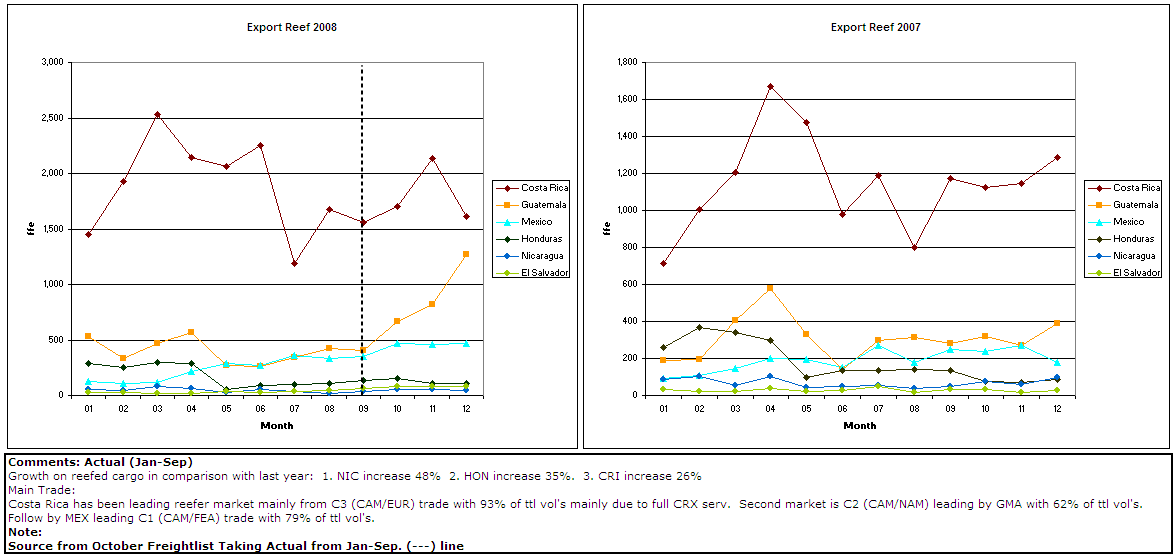 Export Reef 2008
3,000
2,500
2,000
1,500
1,000
500
0
ffe
01 02 03 04 05 06 07 08 09 10 11 12
Month
Costa Rica
Guatemala
Mexico
Honduras
Nicaragua
El Salvador
Export Reef 2007
1,800
1,600
1,400
1,200
1,000
800
600
400
200
0
ffe
01 02 03 04 05 06 07 08 09 10 11 12
Month
Costa Rica
Guatemala
Mexico
Honduras
Nicaragua
El Salvador
Comments: Actual (Jan-Sep)
Growth on reefed cargo in comparison with last year: 1. NIC increase 48% 2. HON increase 35%. 3. CRI increase 26%
Main Trade:
Costa Rica has been leading reefer market mainly from C3 (CAM/EUR) trade with 93% of ttl vol's mainly due to full CRX serv. Second market is C2 (CAM/NAM) leading by GMA with 62% of ttl vol's.
Follow by MEX leading C1 (CAM/FEA) trade with 79% of ttl vol's.
Note:
Source from October Freightlist Taking Actual from Jan-Sep. (---) line